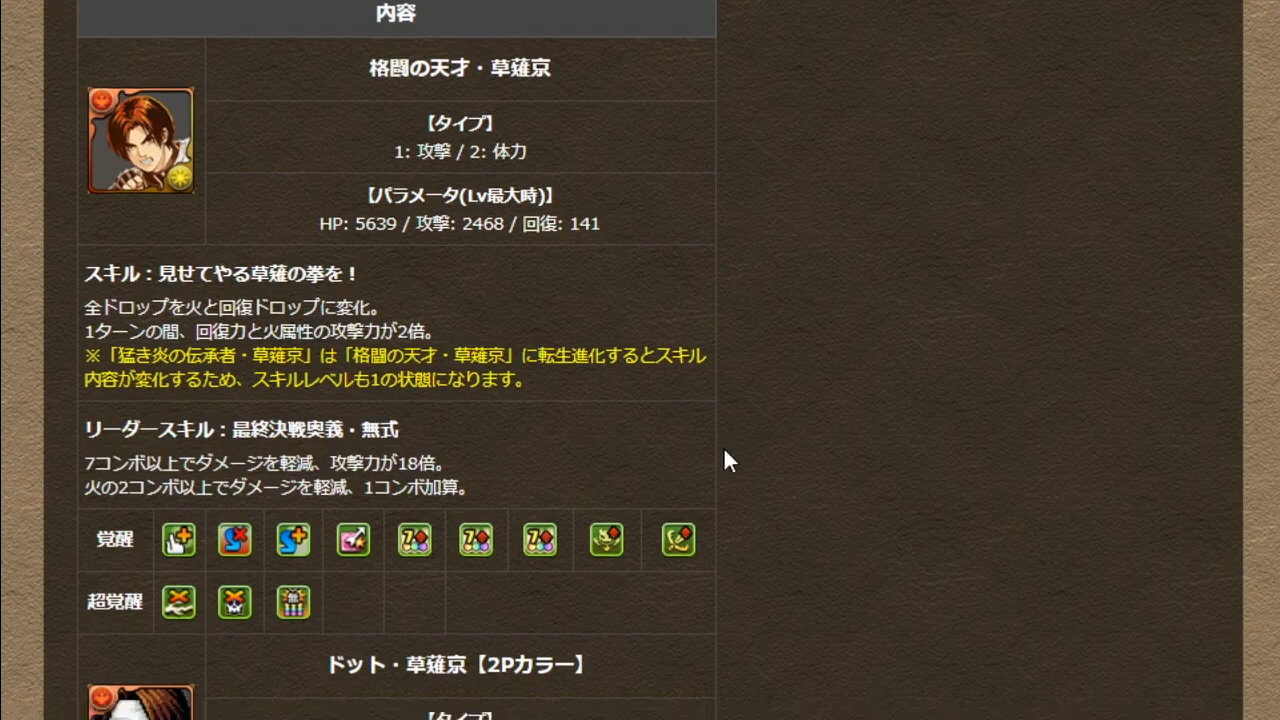 内容
格闘の天才・草薙京
【タイプ】
1: 攻撃 / 2: 体力
【パラメータ(Lv最大時)】
HP: 5639 / 攻撃: 2468 / 回復: 141
スキル：見せてやる草薙の拳を！
全ドロップを火と回復ドロップに変化。
1ターンの間、回復力と火属性の攻撃力が2倍。
※「猛き炎の伝承者・草薙京」は「格闘の天才・草薙京」に転生進化するとスキル
内容が変化するため、スキルレベルも1の状態になります。
リーダースキル：最終決戦奥義・無式
7コンボ以上でダメージを軽減、攻撃力が18倍。
火の2コンボ以上でダメージを軽減、1コンボ加算。
覚醒
超覚醒
ドット・草薙京【2Pカラー】
【タイプ】